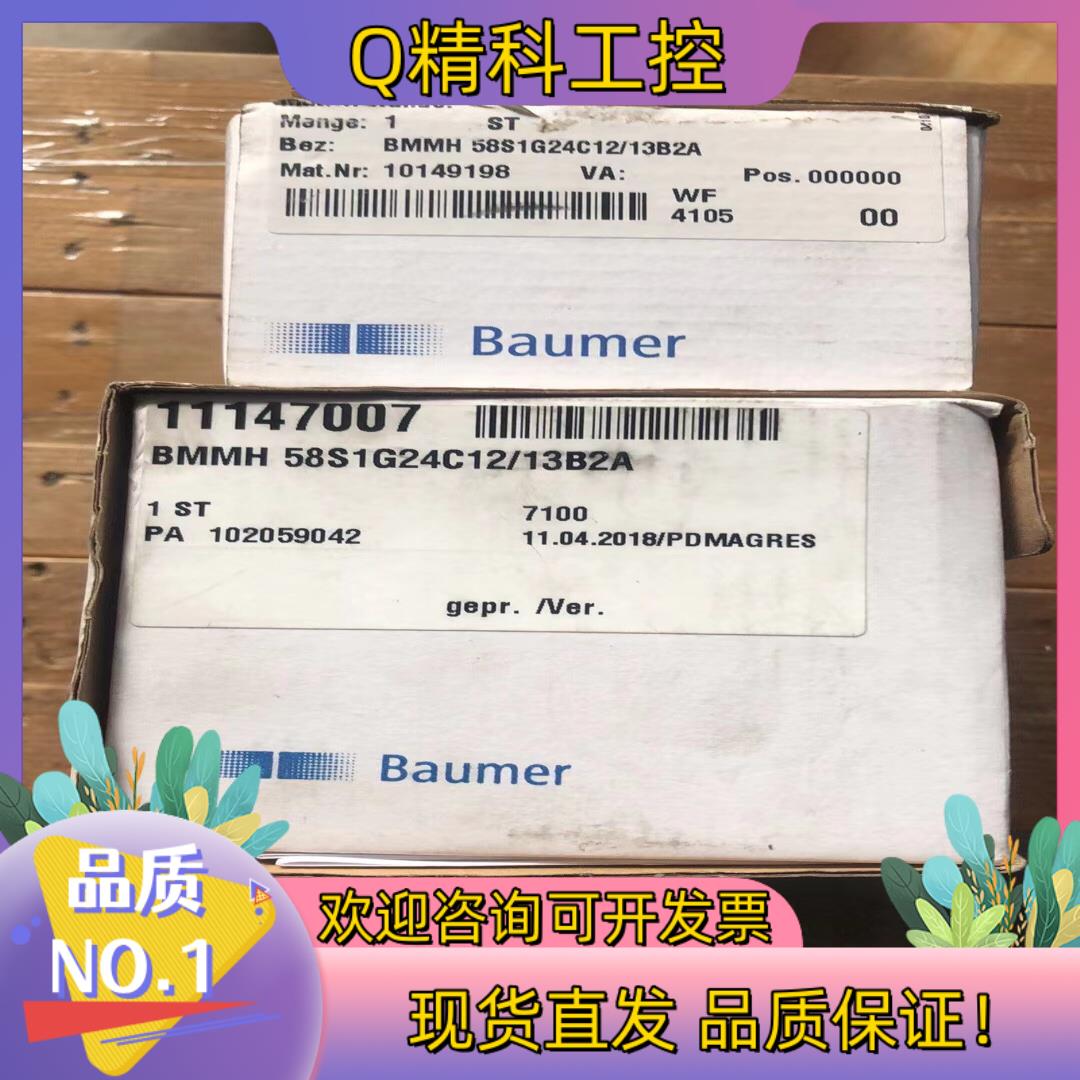 Q精科工控
Menge: 1 ST
Bez: BMMH 58S1G24C12/13B2A
Mat.Nr: 10149198 VA: Pos. 000000
WF
4105 00
Baumer
11147007
BMMH 58S1G24C12/13B2A
1 ST 7100
PA 102059042 11.04.2018/PDMAGRES
gepr. /Ver.
Baumer
品质
NO.1
欢迎咨询可开发票
现货直发 品质保证!